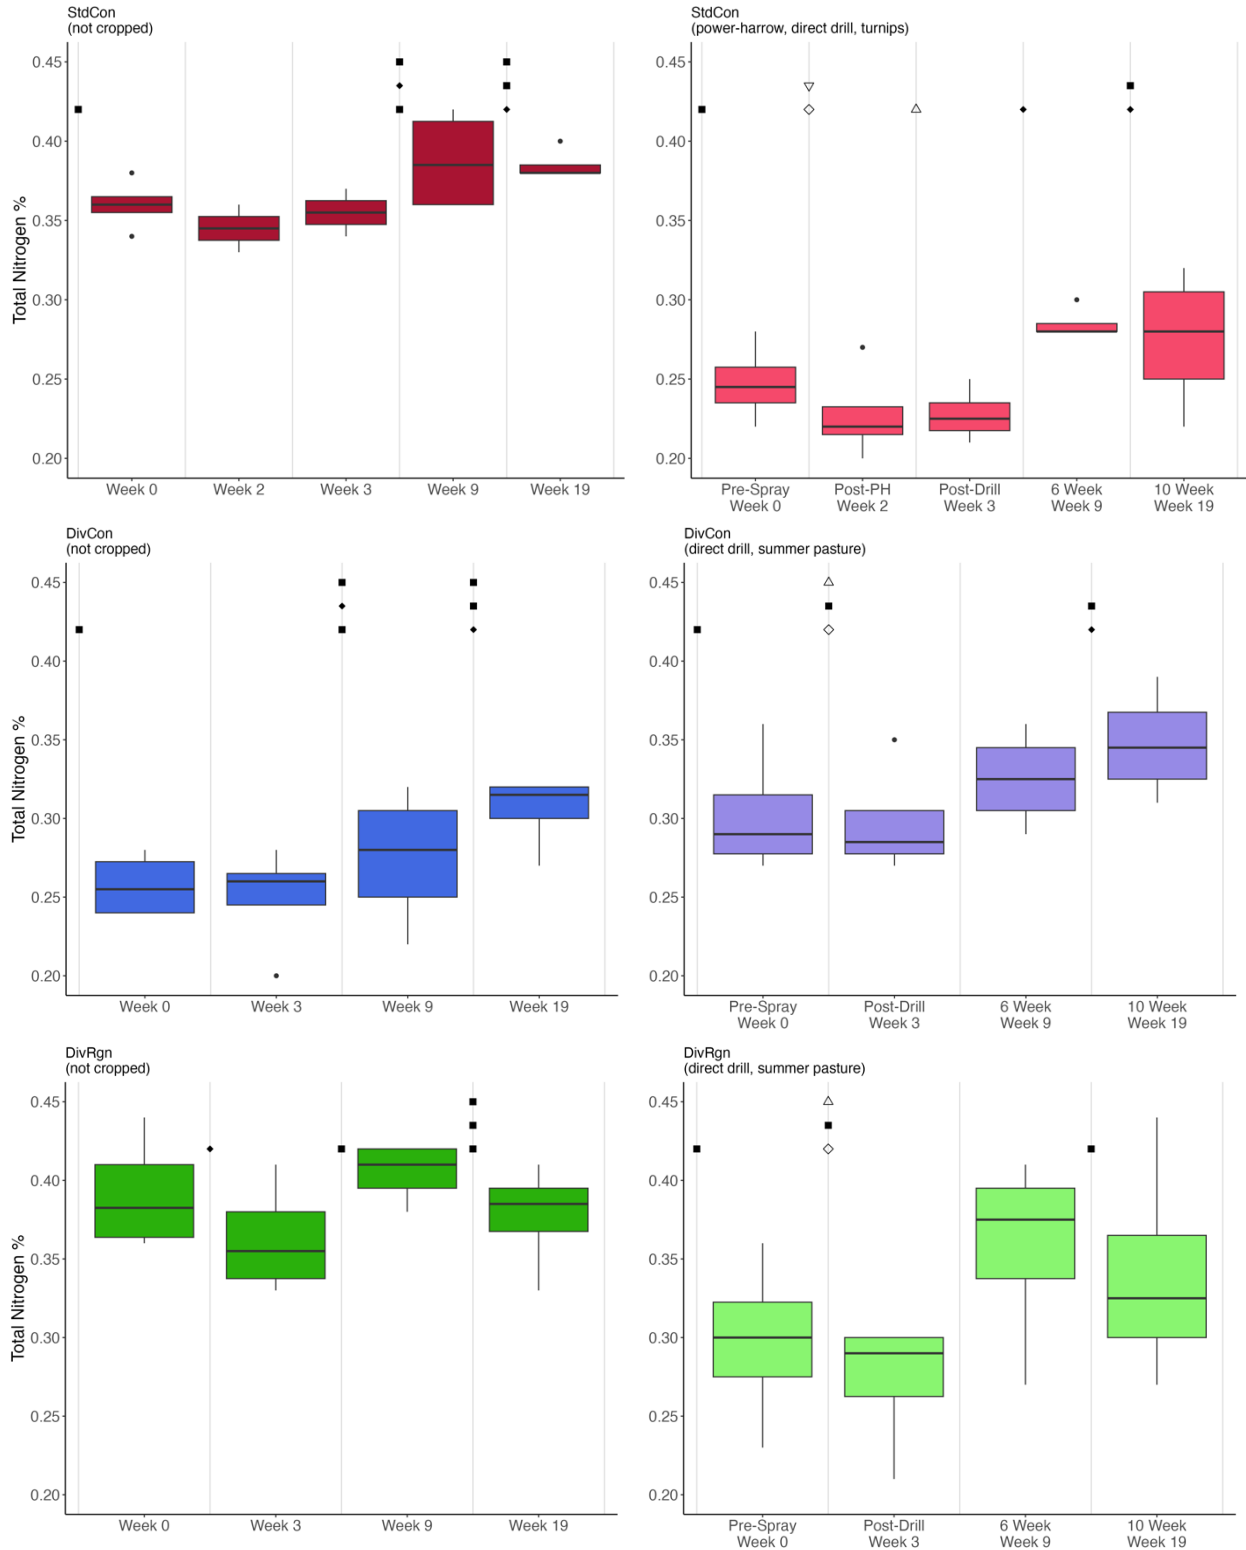 StdCon
(not cropped)
Total Nitrogen %
0.45
0.40
0.35
0.30
0.25
0.20
Week 0
Week 2
Week 3
Week 9
Week 19
StdCon
(power-harrow, direct drill, turnips)
0.45
0.40
0.35
0.30
0.25
0.20
Pre-Spray
Week 0
Post-PH
Week 2
Post-Drill
Week 3
6 Week
Week 9
10 Week
Week 19
DivCon
(not cropped)
Total Nitrogen %
0.45
0.40
0.35
0.30
0.25
0.20
Week 0
Week 3
Week 9
Week 19
DivCon
(direct drill, summer pasture)
0.45
0.40
0.35
0.30
0.25
0.20
Pre-Spray
Week 0
Post-Drill
Week 3
6 Week
Week 9
10 Week
Week 19
DivRgn
(not cropped)
Total Nitrogen %
0.45
0.40
0.35
0.30
0.25
0.20
Week 0
Week 3
Week 9
Week 19
DivRgn
(direct drill, summer pasture)
0.45
0.40
0.35
0.30
0.25
0.20
Pre-Spray
Week 0
Post-Drill
Week 3
6 Week
Week 9
10 Week
Week 19